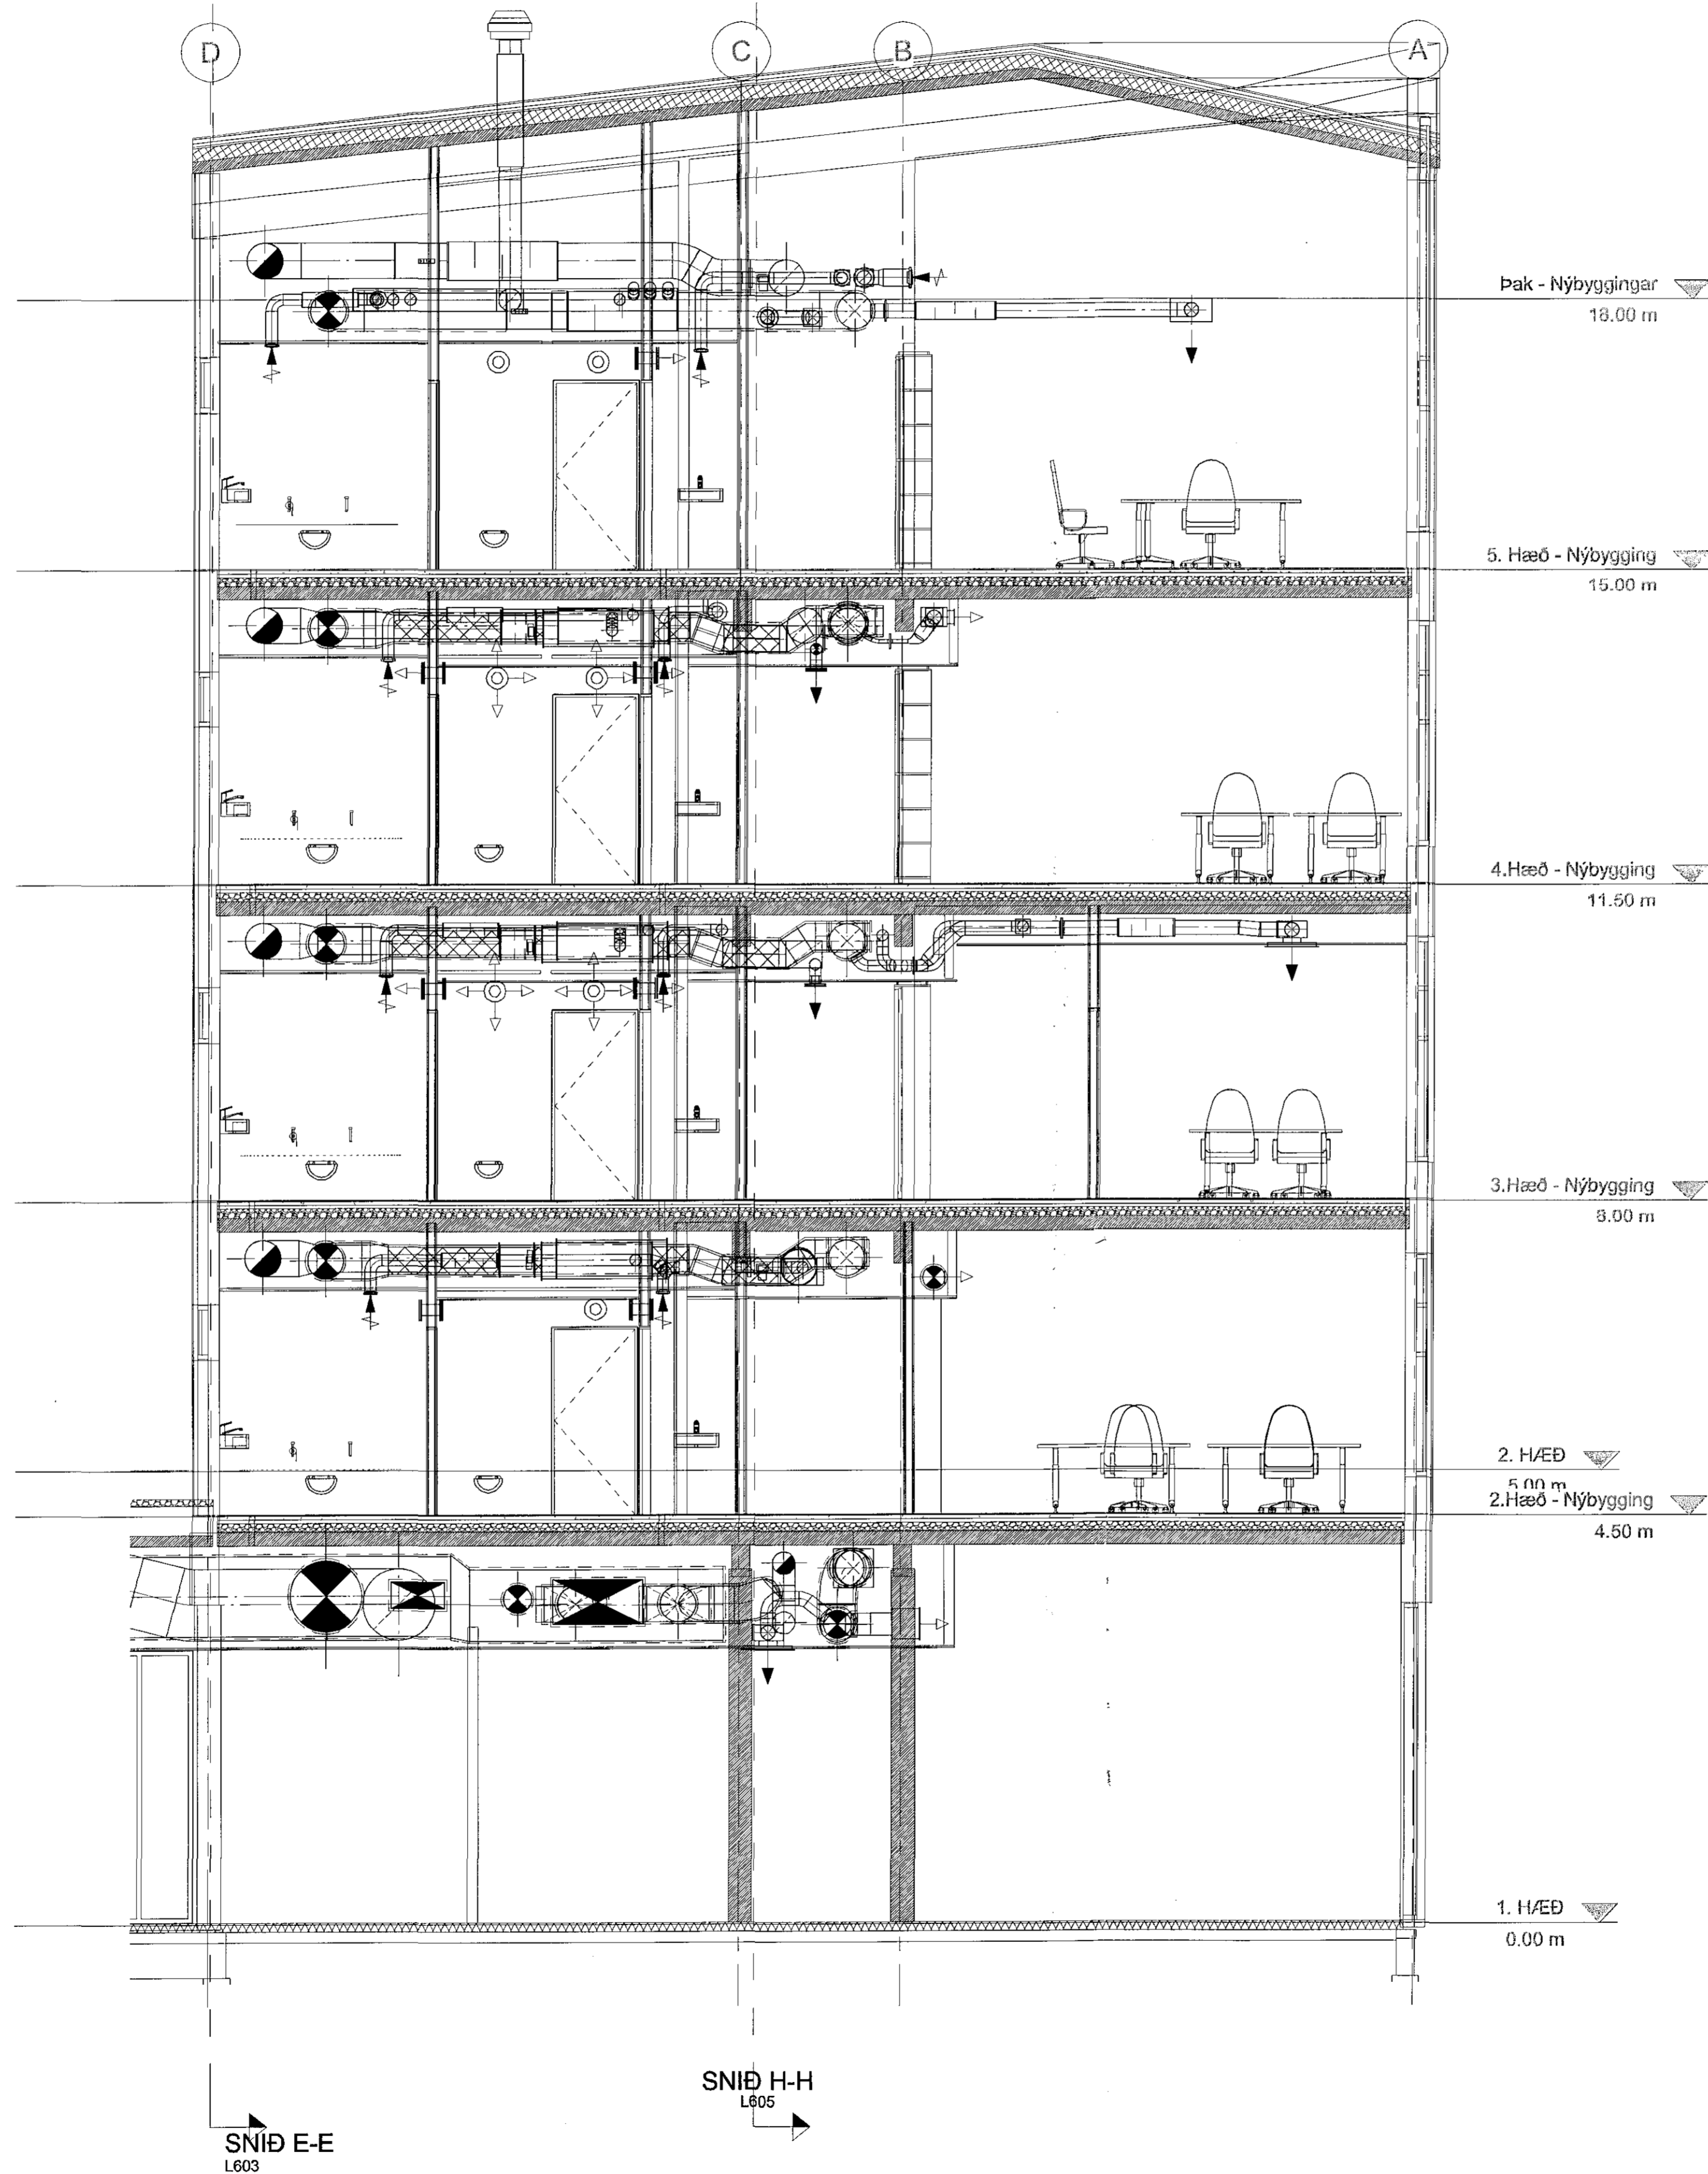 D
C
B
A
Þak - Nýbyggingar
18.00 m
5. Hæð - Nýbygging
15.00 m
4.Hæð - Nýbygging
11.50 m
3.Hæð - Nýbygging
8.00 m
2. HÆÐ
5.00 m
2.Hæð - Nýbygging
4.50 m
1. HÆÐ
0.00 m
SNIÐ H-H
L605
SNIÐ E-E
L603